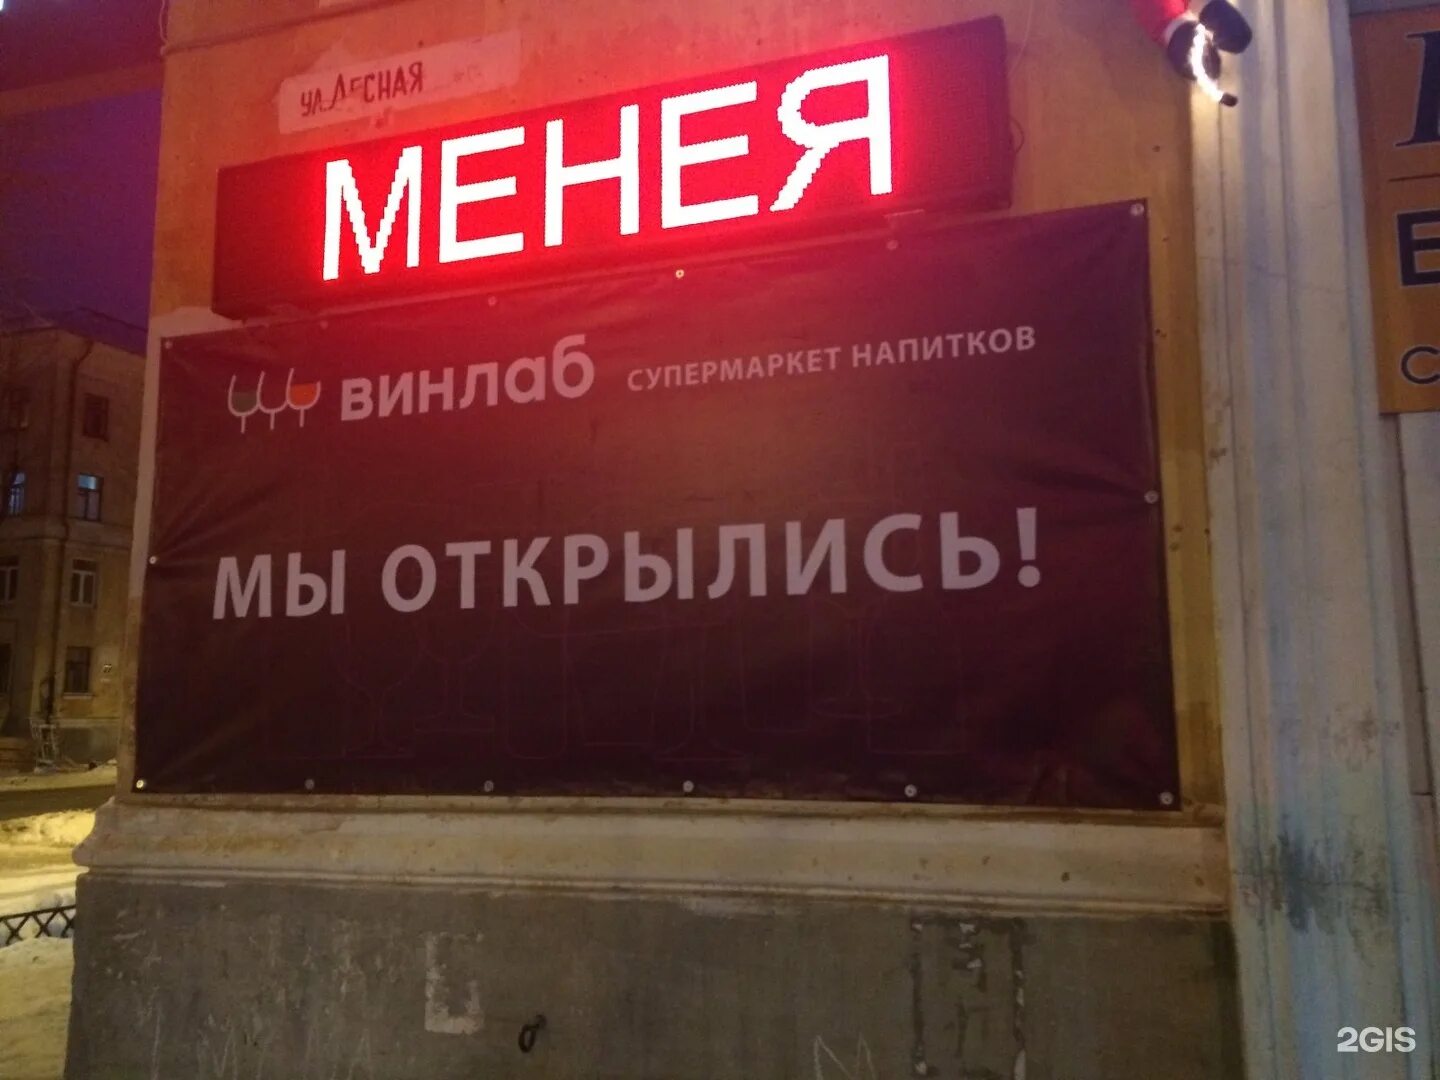 ул. Лесная
МЕНЕЯ
винлаб СУПЕРМАРКЕТ НАПИТКОВ
МЫ ОТКРЫЛИСЬ!
2GIS